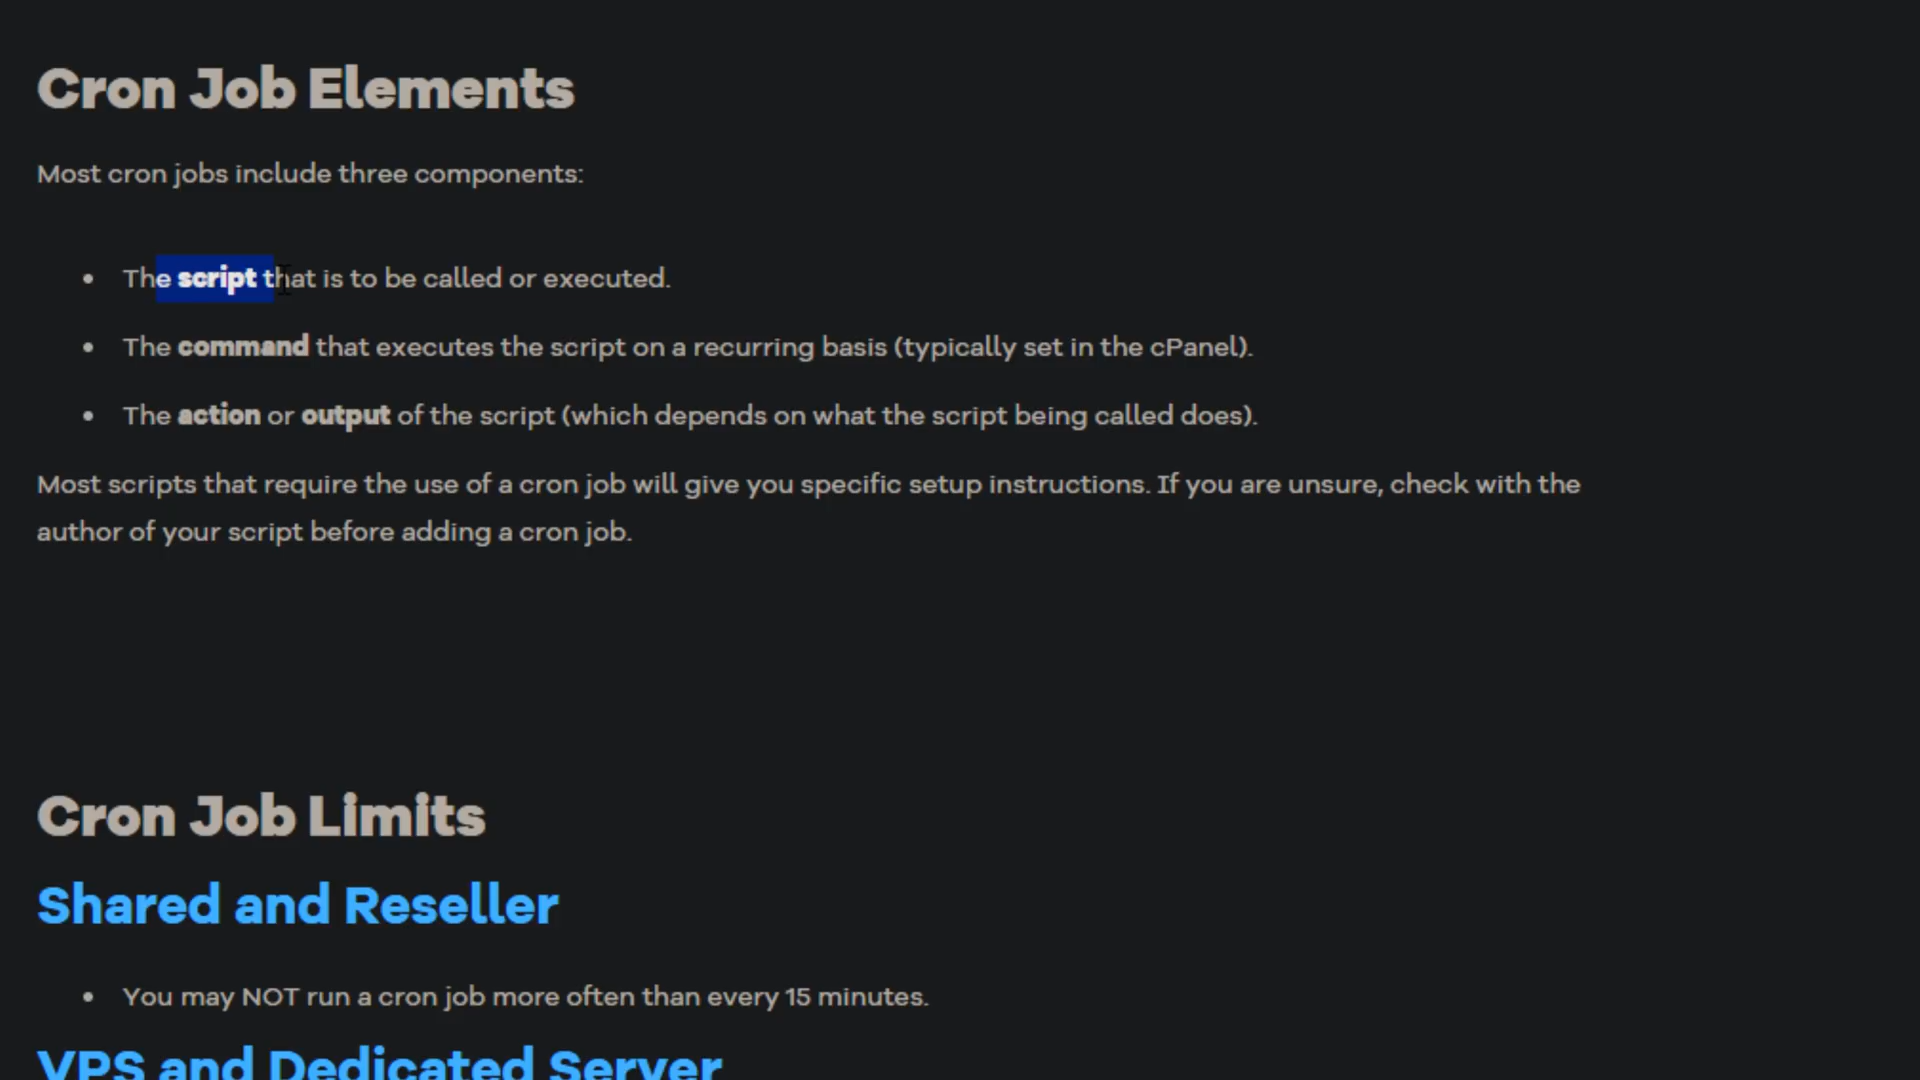 Cron Job Elements
Most cron jobs include three components:
• The script that is to be called or executed.
• The command that executes the script on a recurring basis (typically set in the cPanel).
• The action or output of the script (which depends on what the script being called does).
Most scripts that require the use of a cron job will give you specific setup instructions. If you are unsure, check with the
author of your script before adding a cron job.
Cron Job Limits
Shared and Reseller
• You may NOT run a cron job more often than every 15 minutes.
VPS and Dedicated Server